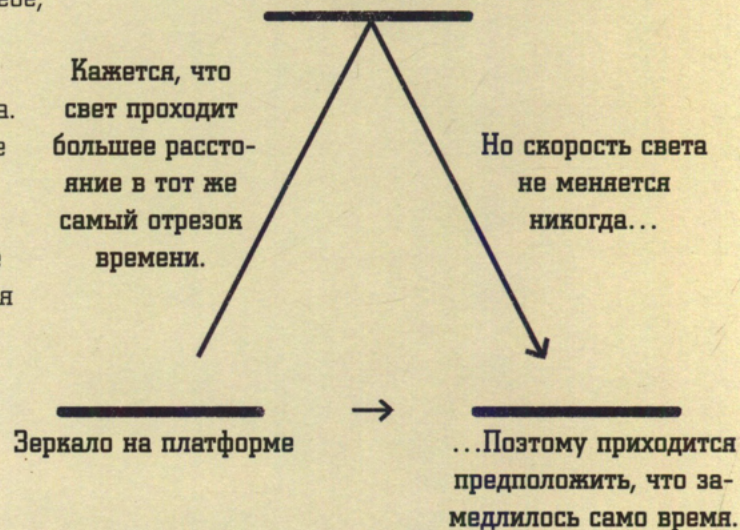 ебе,
а.
е
е
я
Кажется, что
свет проходит
большее рассто-
яние в тот же
самый отрезок
времени.
Но скорость света
не меняется
никогда...
Зеркало на платформе
...Поэтому приходится
предположить, что за-
медлилось само время.